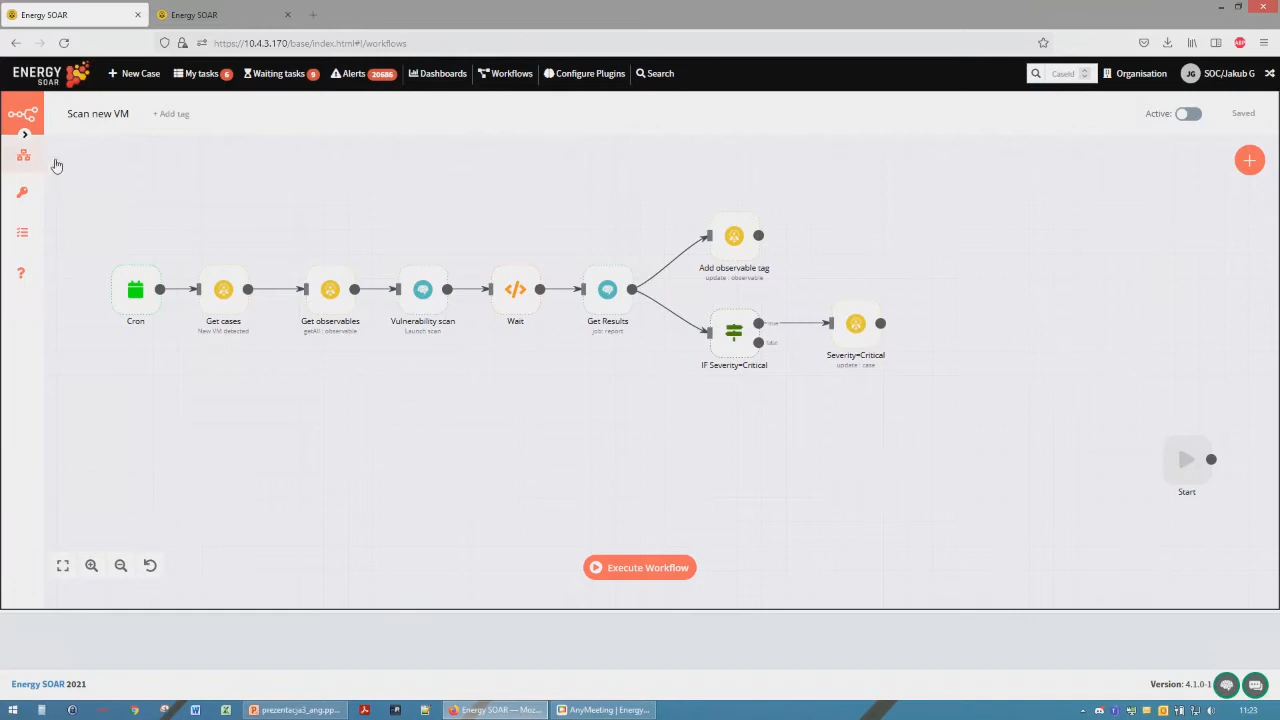 Energy SOAR
Energy SOAR
https://10.4.3.170/base/index.html#!/workflows
ABP
ENERGY
SOAR
New Case
My tasks 6
Waiting tasks 9
Alerts 20686
Dashboards
Workflows
Configure Plugins
Search
CaseId
Organisation
JG
SOC/Jakub G
Scan new VM
+ Add tag
Active:
Saved
Cron
Get cases
New VM detected
Get observables
getAll : observable
Vulnerability scan
Launch scan
Wait
Get Results
job: report
Add observable tag
update : observable
true
false
IF Severity=Critical
Severity=Critical
update : case
Start
Execute Workflow
Energy SOAR 2021
Version: 4.1.0-1
prezentacja3_ang.pp...
Energy SOAR — Moz...
AnyMeeting | Energy...
11:23